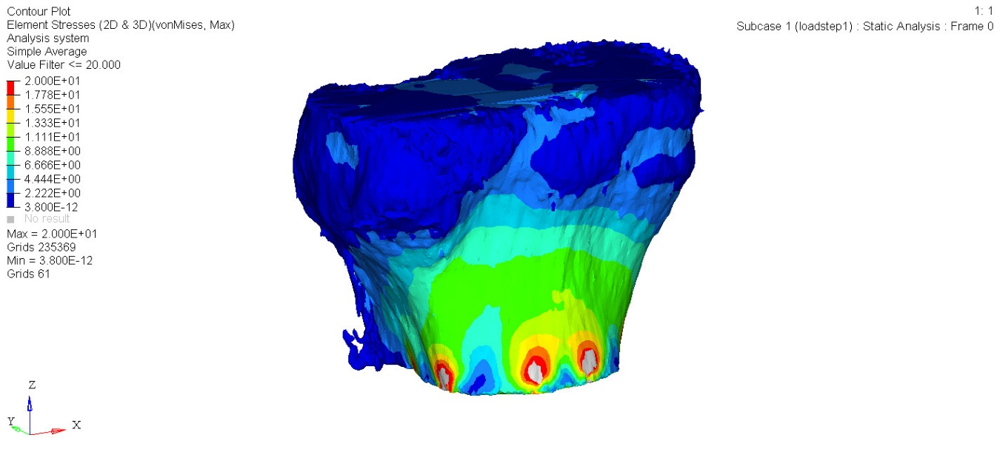 Contour Plot
Element Stresses (2D & 3D)(vonMises, Max)
Analysis system
Simple Average
Value Filter <= 20.000
2.000E+01
1.778E+01
1.555E+01
1.333E+01
1.111E+01
8.888E+00
6.666E+00
4.444E+00
2.222E+00
3.800E-12
No result
Max = 2.000E+01
Grids 235369
Min = 3.800E-12
Grids 61
1: 1
Subcase 1 (loadstep1) : Static Analysis : Frame 0
Z
Y
X